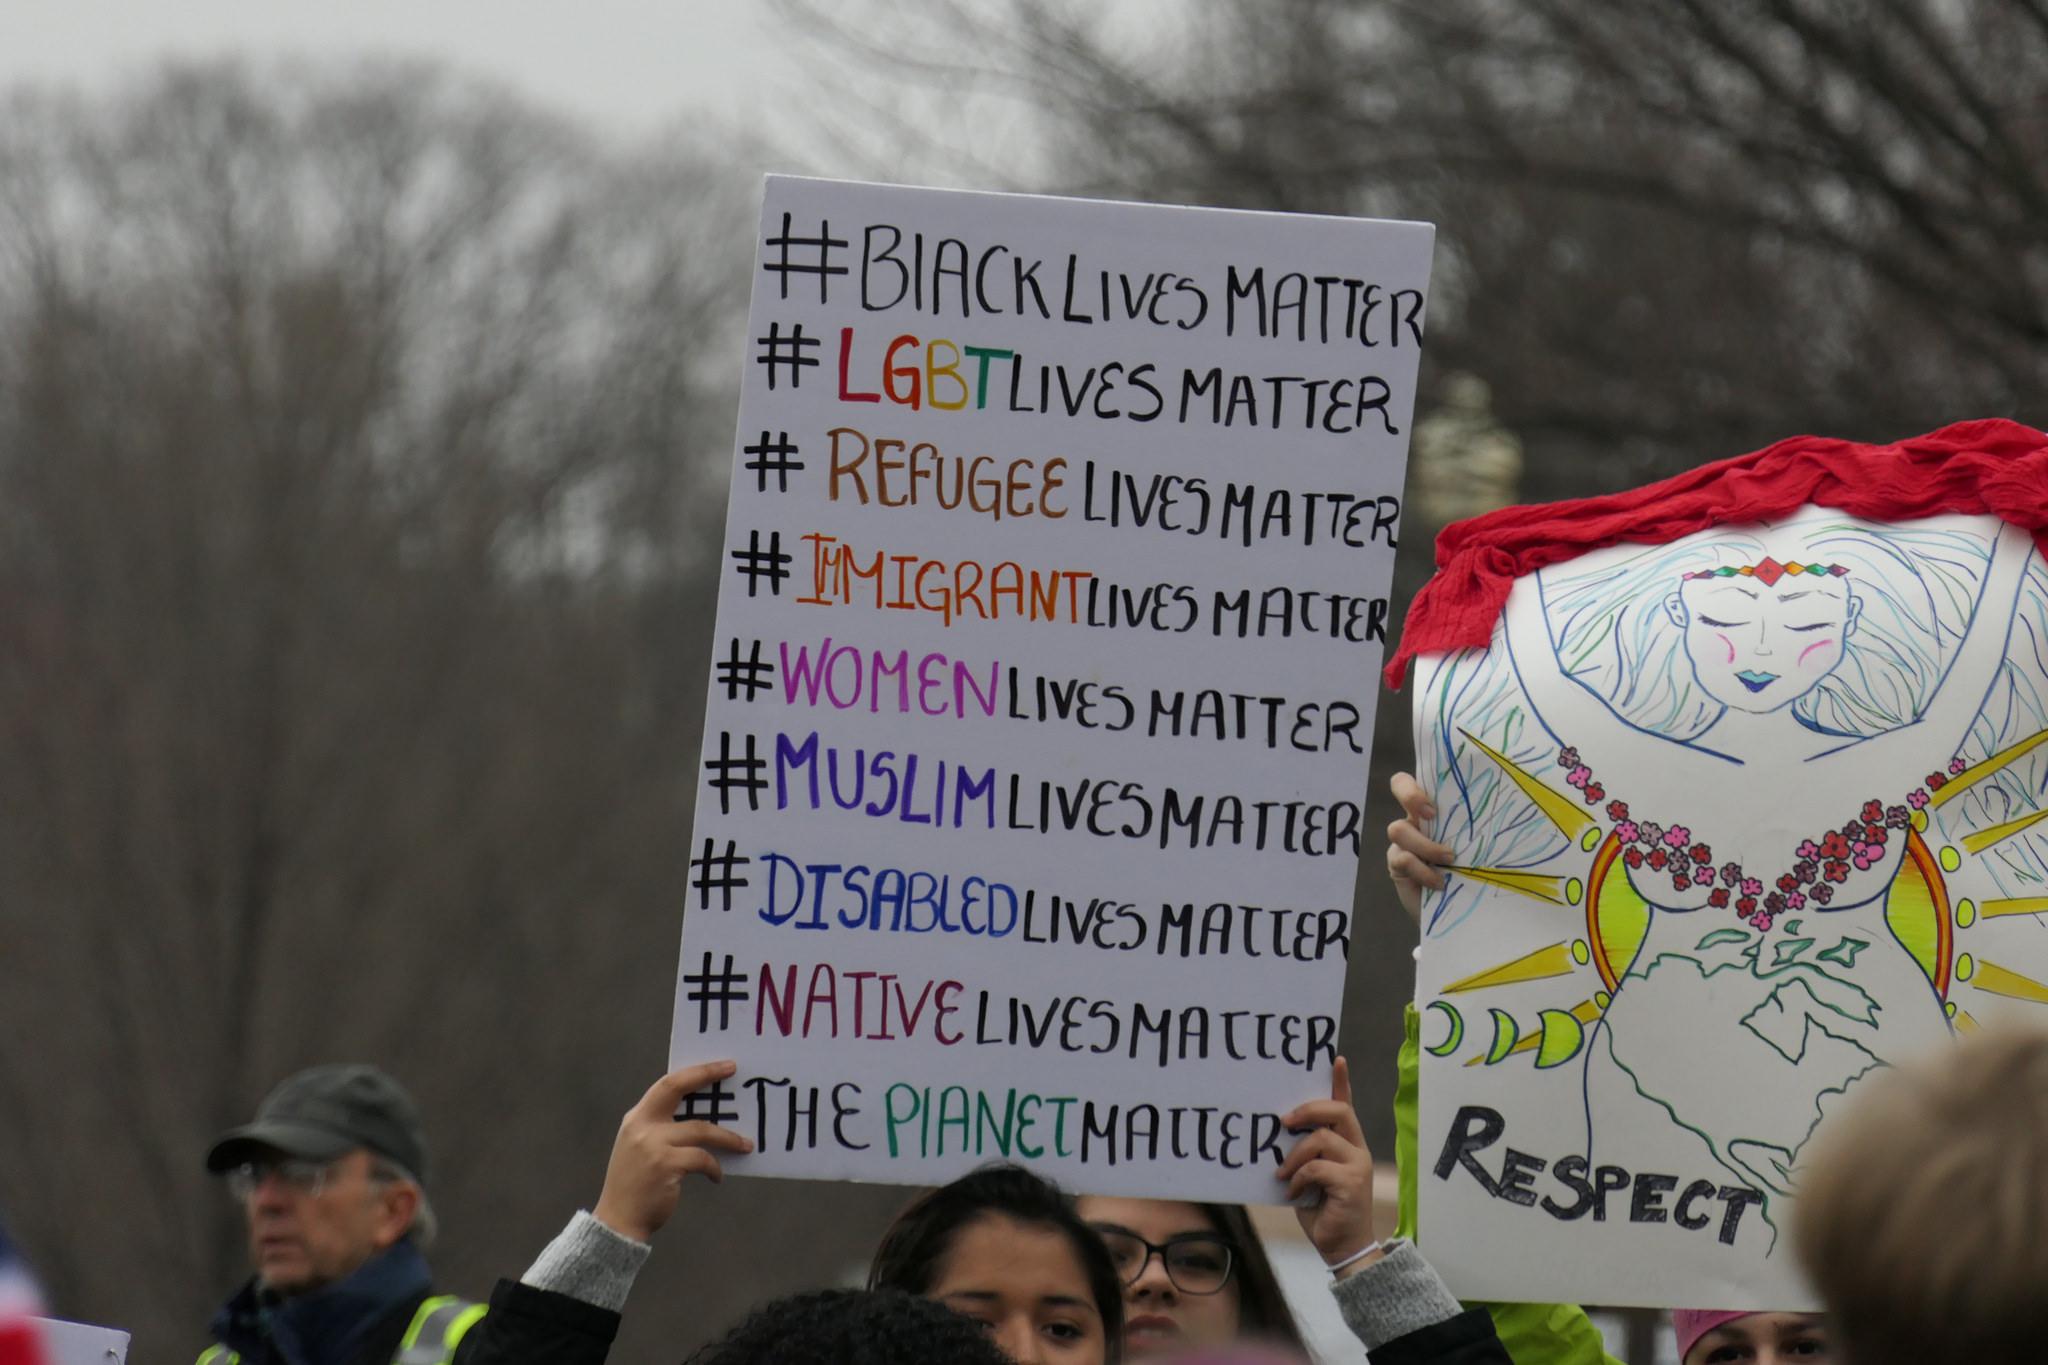 #BLACK LIVES MATTER
#LGBT LIVES MATTER
# REFUGEE LIVES MATTER
#IMMIGRANT LIVES MATTER
#WOMEN LIVES MATTER
#MUSLIM LIVES MATTER
#DISABLED LIVES MATTER
#NATIVE LIVES MATTER
#THE PLANET MATTER
RESPECT